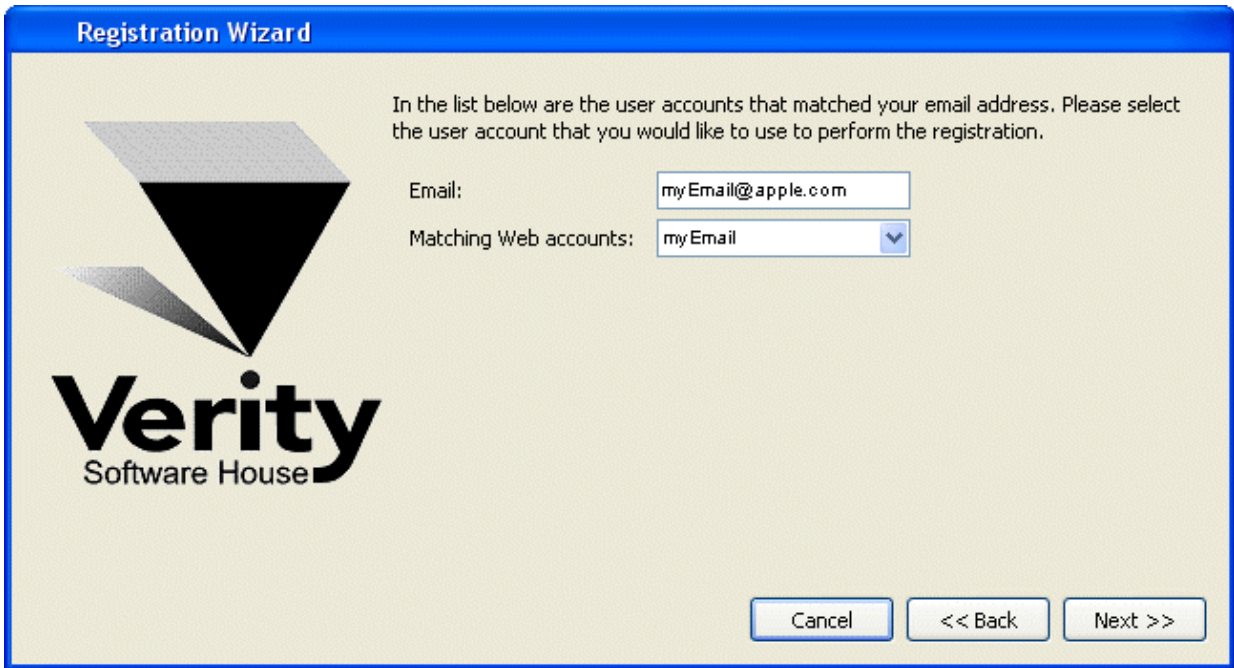 Registration Wizard
In the list below are the user accounts that matched your email address. Please select
the user account that you would like to use to perform the registration.
Email: myEmail@apple.com
Matching Web accounts: myEmail
Verity
Software House
Cancel << Back Next >>